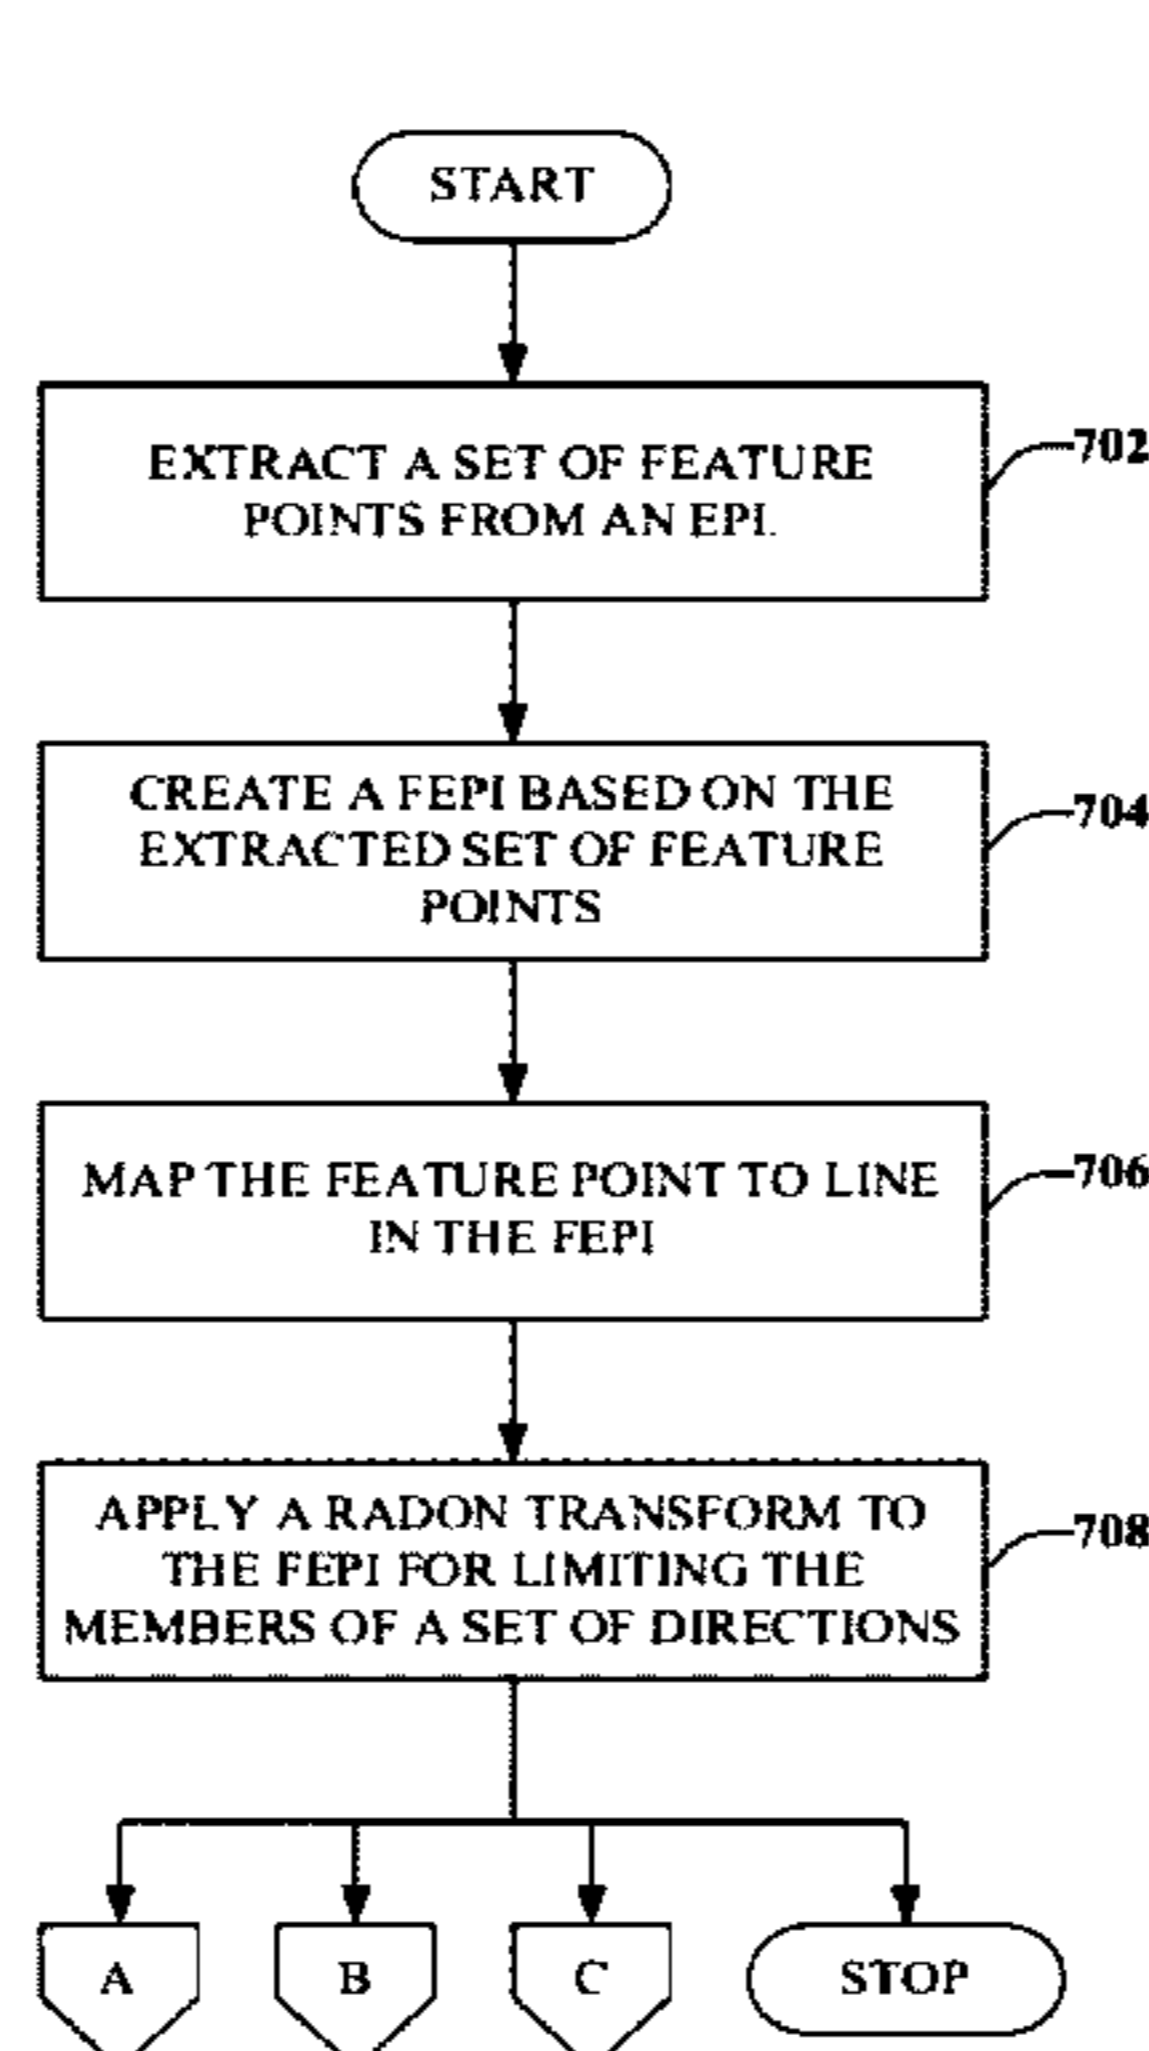 START
EXTRACT A SET OF FEATURE
POINTS FROM AN EPI.
702
CREATE A FEPI BASED ON THE
EXTRACTED SET OF FEATURE
POINTS
704
MAP THE FEATURE POINT TO LINE
IN THE FEPI
706
APPLY A RADON TRANSFORM TO
THE FEPI FOR LIMITING THE
MEMBERS OF A SET OF DIRECTIONS
708
A
B
C
STOP